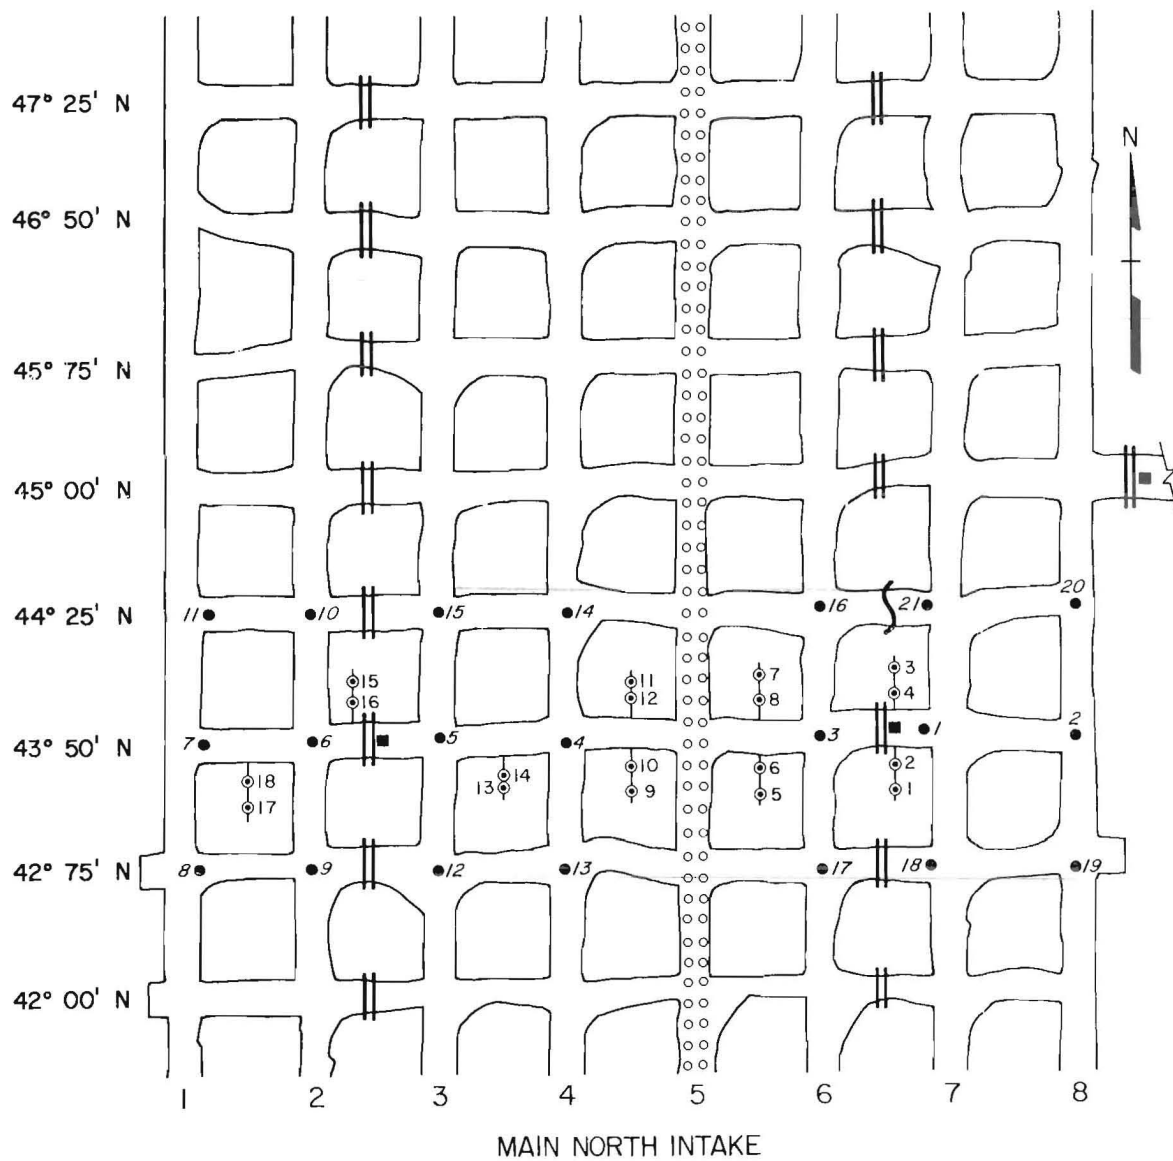 47° 25' N
N
46° 50' N
45° 75' N
45° 00' N
11 10 15 14 16 21 20
44° 25' N
15 11 7 3
16 12 8 4
7 6 5 4 3 1 2
43° 50' N
18 14 10 6 2
17 13 9 5 1
8 9 12 13 17 18 19
42° 75' N
42° 00' N
1 2 3 4 5 6 7 8
MAIN NORTH INTAKE